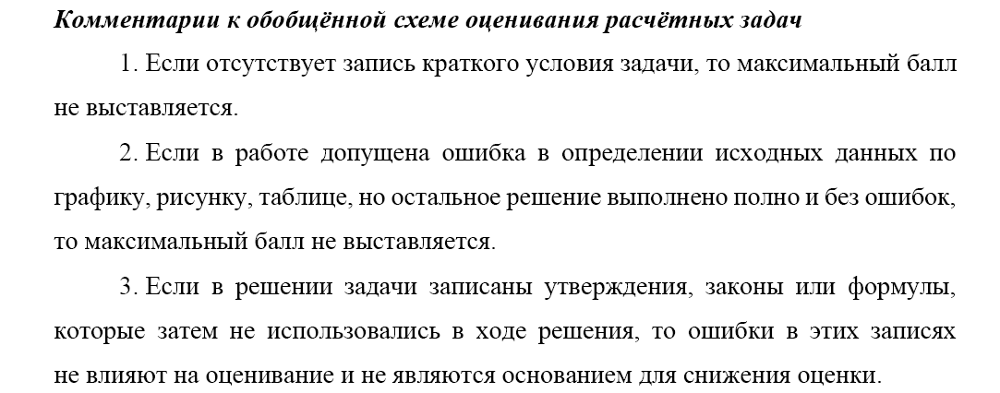 Комментарии к обобщённой схеме оценивания расчётных задач
1. Если отсутствует запись краткого условия задачи, то максимальный балл
не выставляется.
2. Если в работе допущена ошибка в определении исходных данных по
графику, рисунку, таблице, но остальное решение выполнено полно и без ошибок,
то максимальный балл не выставляется.
3. Если в решении задачи записаны утверждения, законы или формулы,
которые затем не использовались в ходе решения, то ошибки в этих записях
не влияют на оценивание и не являются основанием для снижения оценки.